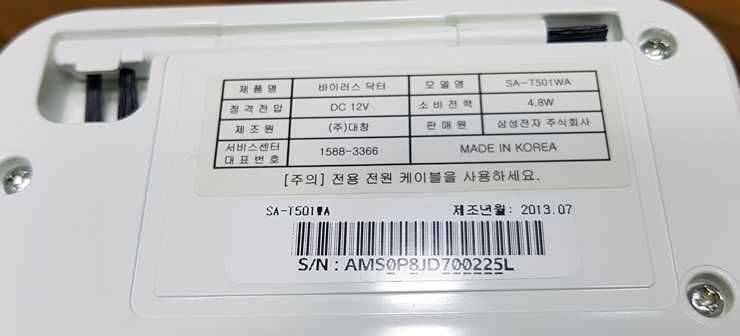 제품명 바이러스 닥터 모델명 SA-T501WA
정격전압 DC 12V 소비전력 4.8W
제조원 (주)대창 판매원 삼성전자 주식회사
서비스센터 대표번호 1588-3366 MADE IN KOREA
[주의] 전용 전원 케이블을 사용하세요.
SA-T501WA 제조년월: 2013.07
S/N : AMS0P8JD700225L